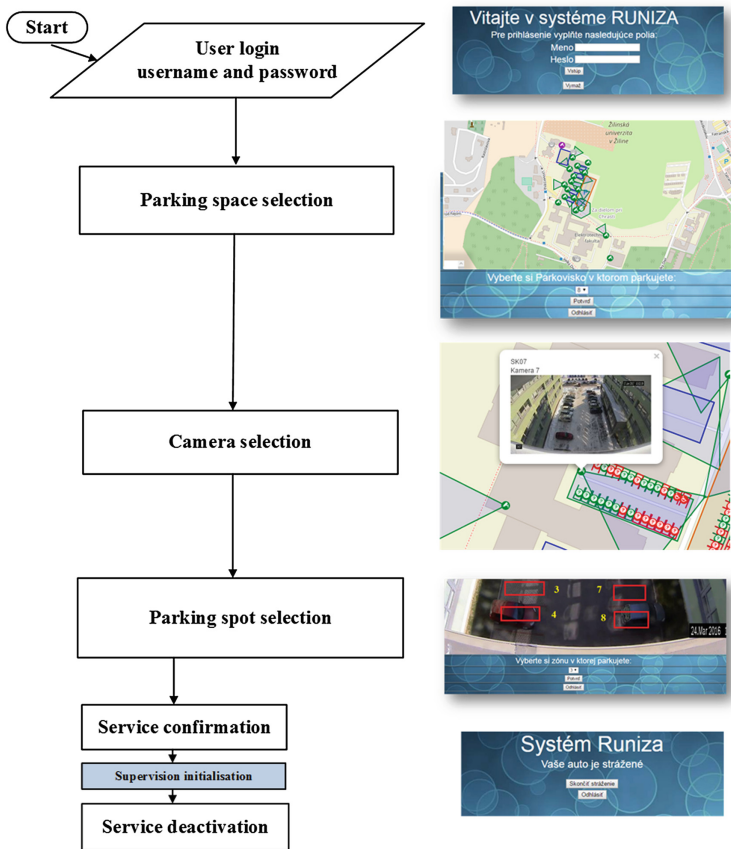 Start
User login
username and password
Parking space selection
Camera selection
Parking spot selection
Service confirmation
Supervision initialisation
Service deactivation
Vitajte v systéme RUNIZA
Pre prihlásenie vyplňte nasledujúce polia:
Meno
Heslo
Vstup
Vymaž
Žilinská
univerzita
v Žiline
P
Vyberte si Parkovisko v ktorom parkujete:
E
Potvrď
Odhlásiť
SK07
Kamera 7
3 7
4 8
24.Mar 2016
Vyberte si zónu v ktorej parkujete:
Potvrď
Odhlásiť
Systém Runiza
Vaše auto je strážené
Skončiť stráženie
Odhlásiť